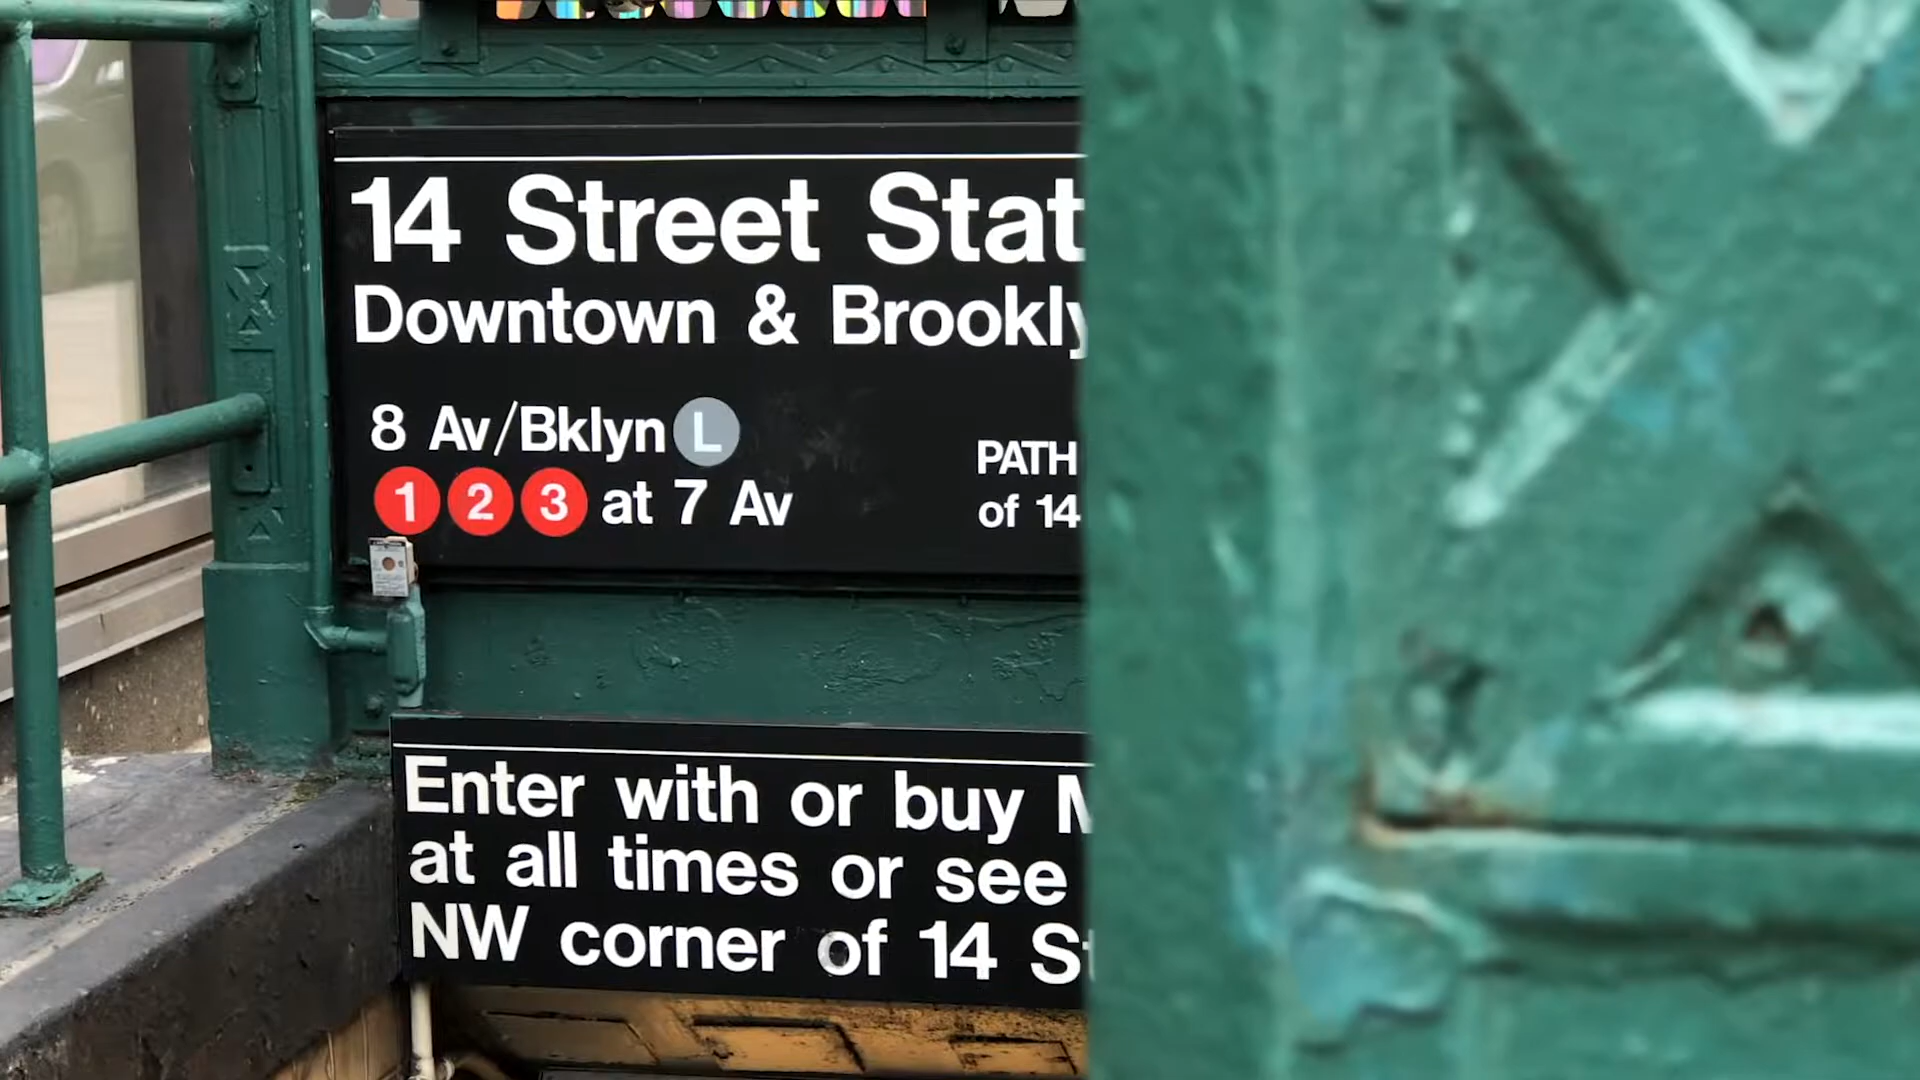 14 Street Stat
Downtown & Brookly
8 Av/Bklyn L
1 2 3 at 7 Av
PATH
of 14
Enter with or buy M
at all times or see
NW corner of 14 St